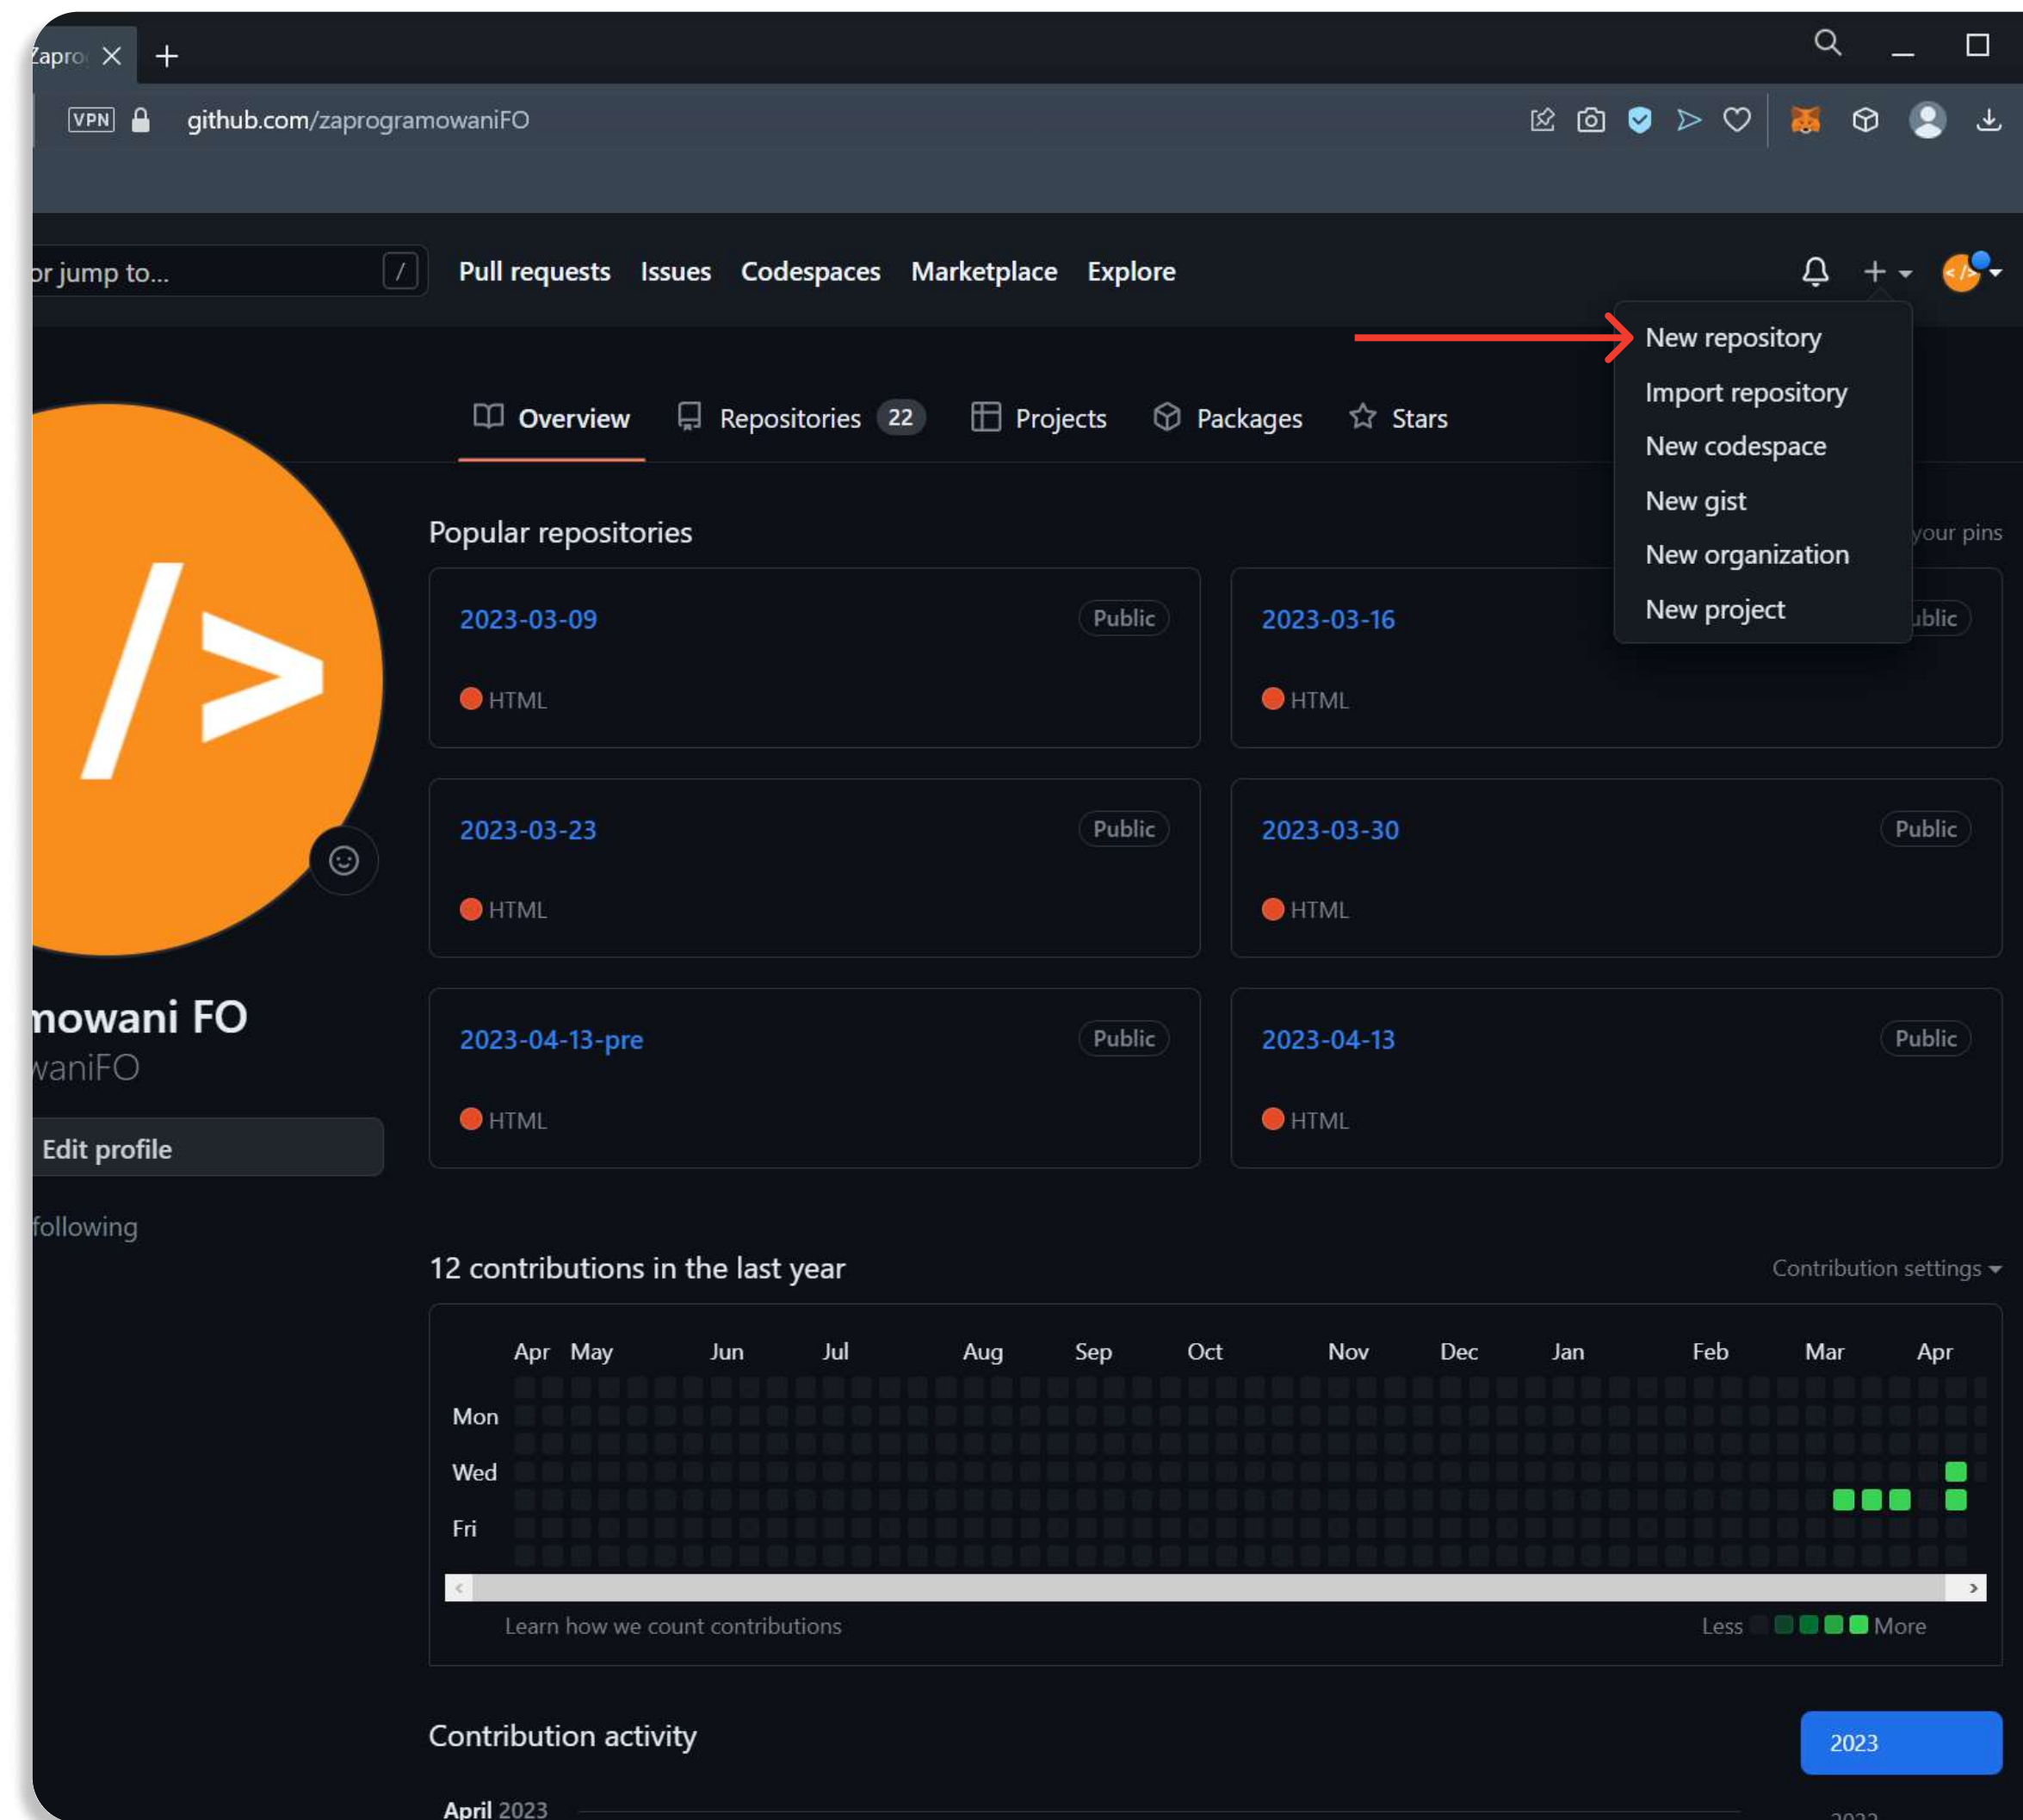 Zapro
VPN github.com/zaprogramowaniFO
or jump to... /
Pull requests Issues Codespaces Marketplace Explore
New repository
Import repository
New codespace
New gist
New organization
New project
Overview Repositories 22 Projects Packages Stars
Popular repositories your pins
2023-03-09 Public
HTML
2023-03-16 ublic
HTML
2023-03-23 Public
HTML
2023-03-30 Public
HTML
2023-04-13-pre Public
HTML
2023-04-13 Public
HTML
/>
mowani FO
waniFO
Edit profile
following
12 contributions in the last year Contribution settings
Apr May Jun Jul Aug Sep Oct Nov Dec Jan Feb Mar Apr
Mon
Wed
Fri
Learn how we count contributions Less More
Contribution activity
2023
April 2023